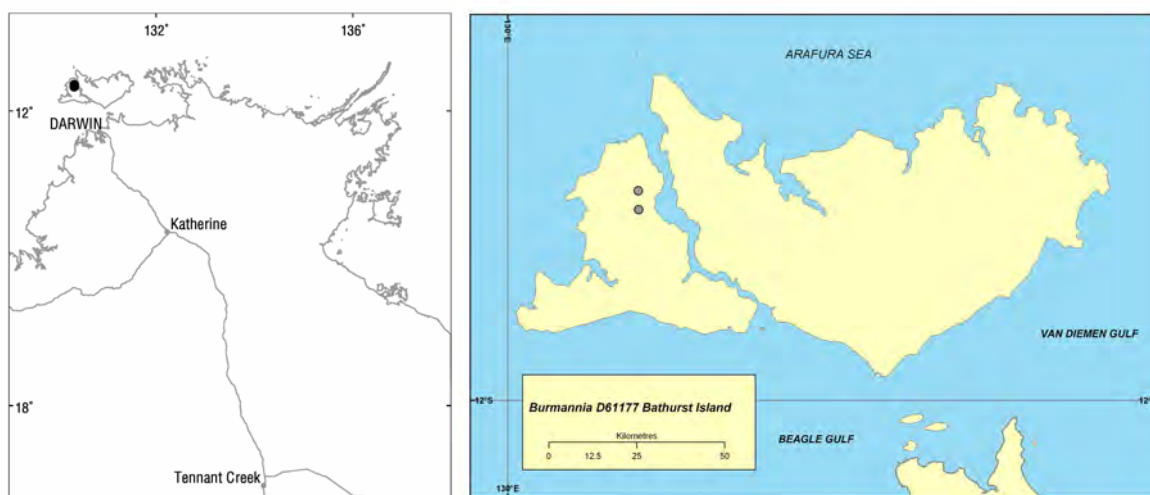 132°
136°
12°
DARWIN
Katherine
18°
Tennant Creek
130°E
ARAFURA SEA
VAN DIEMEN GULF
12°S
12°
BEAGLE GULF
Burmannia D61177 Bathurst Island
Kilometres
0 12.5 25 50
130°E